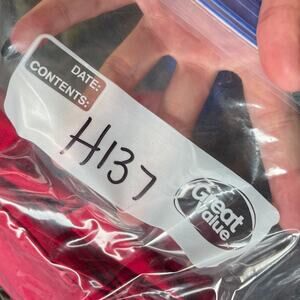 DATE:
CONTENTS:
H137
Great
Value